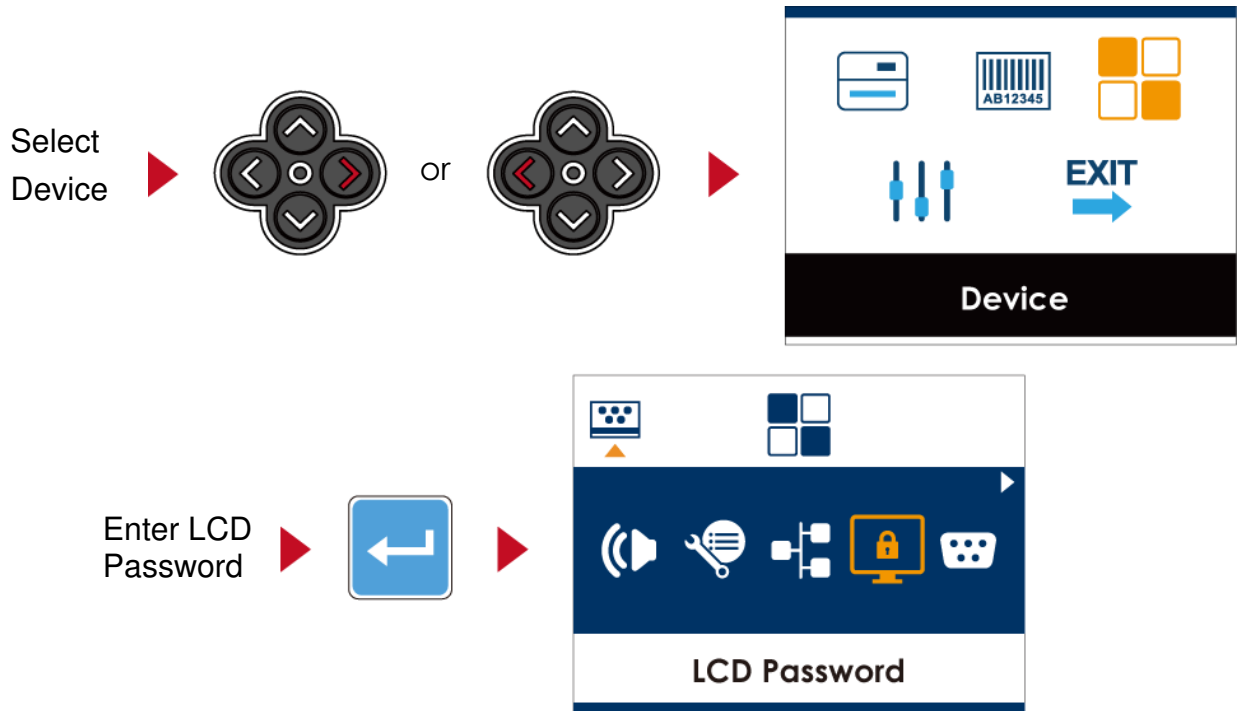 Select
Device
or
AB12345
EXIT
Device
Enter LCD
Password
LCD Password